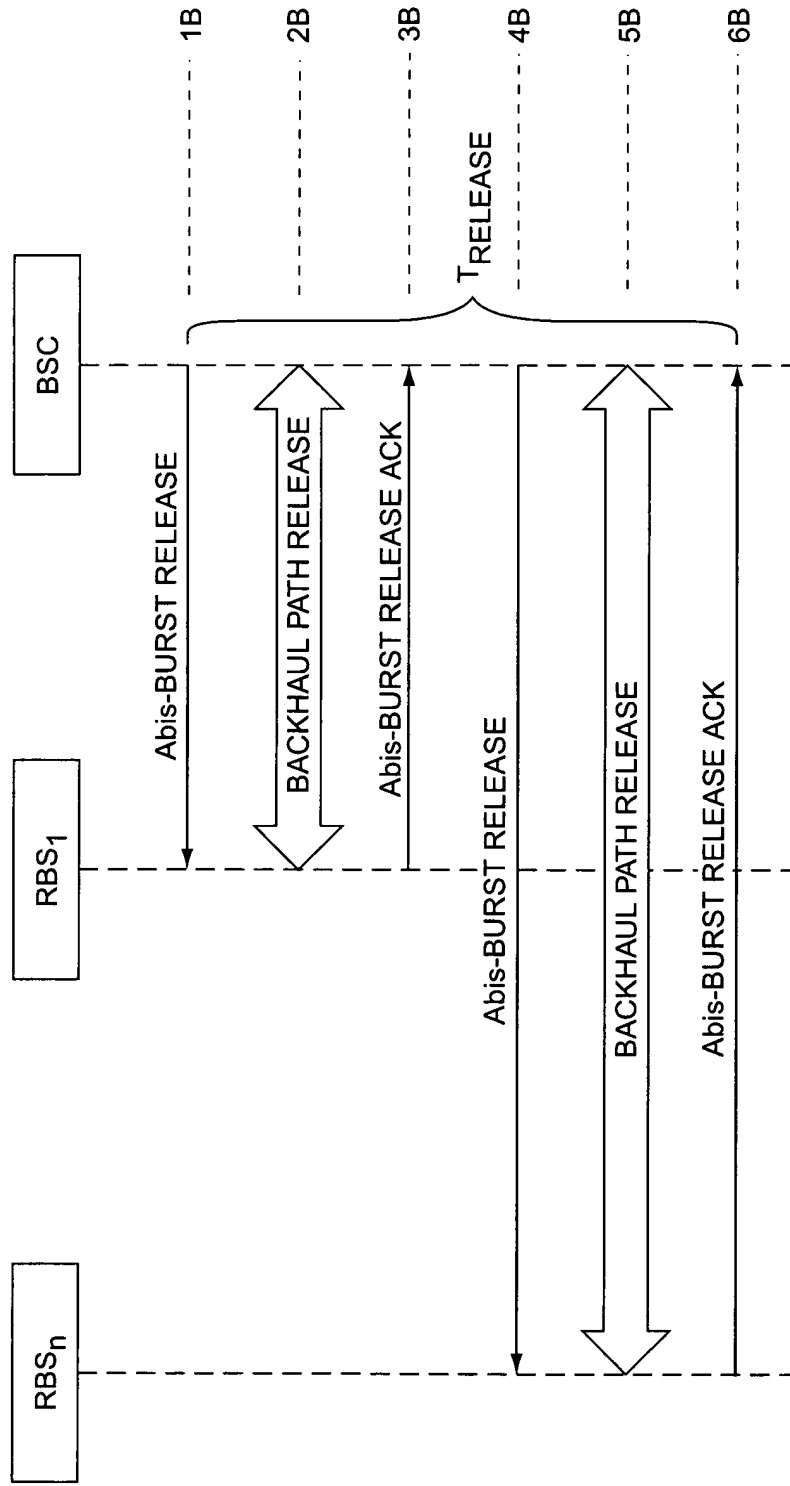 RBSn
RBS1
BSC
Abis-BURST RELEASE
1B
BACKHAUL PATH RELEASE
2B
Abis-BURST RELEASE ACK
3B
TRELEASE
Abis-BURST RELEASE
4B
BACKHAUL PATH RELEASE
5B
Abis-BURST RELEASE ACK
6B